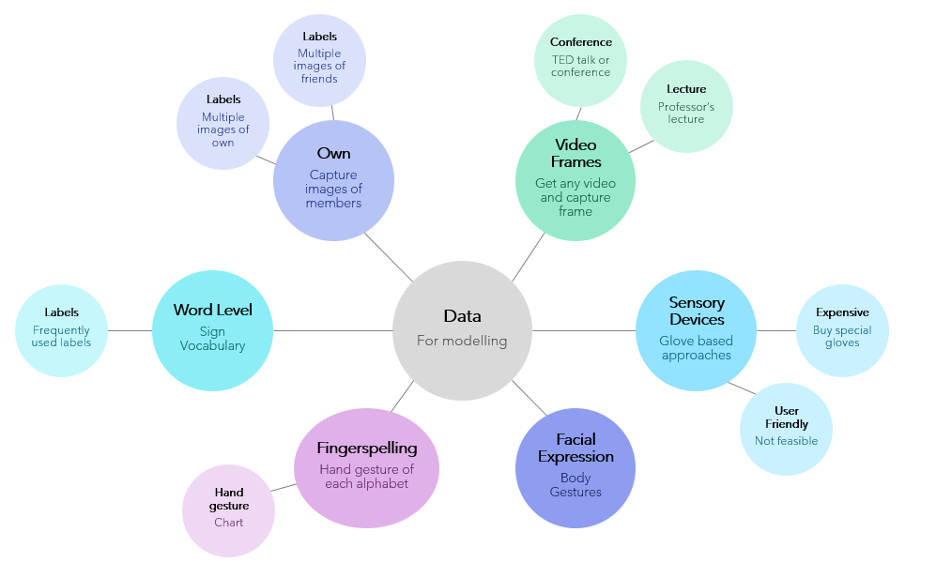 Labels
Multiple
images of
friends
Labels
Multiple
images of
own
Own
Capture
images of
members
Conference
TED talk or
conference
Lecture
Professor's
lecture
Video
Frames
Get any video
and capture
frame
Labels
Frequently
used labels
Word Level
Sign
Vocabulary
Data
For modelling
Sensory
Devices
Glove based
approaches
Expensive
Buy special
gloves
User
Friendly
Not feasible
Fingerspelling
Hand gesture of
each alphabet
Hand
gesture
Chart
Facial
Expression
Body
Gestures